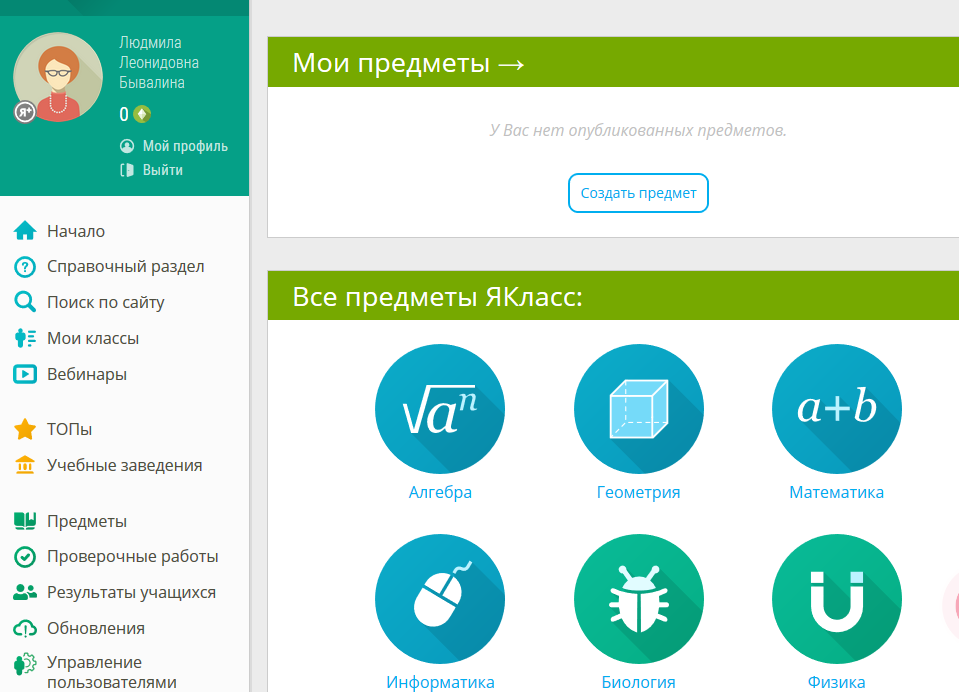 Людмила
Леонидовна
Бывалина
Я+
0
Мой профиль
Выйти
Начало
Справочный раздел
Поиск по сайту
Мои классы
Вебинары
ТОПы
Учебные заведения
Предметы
Проверочные работы
Результаты учащихся
Обновления
Управление
пользователями
Мои предметы →
У Вас нет опубликованных предметов.
Создать предмет
Все предметы ЯКласс:
√aⁿ
a+b
Алгебра
Геометрия
Математика
Информатика
Биология
Физика